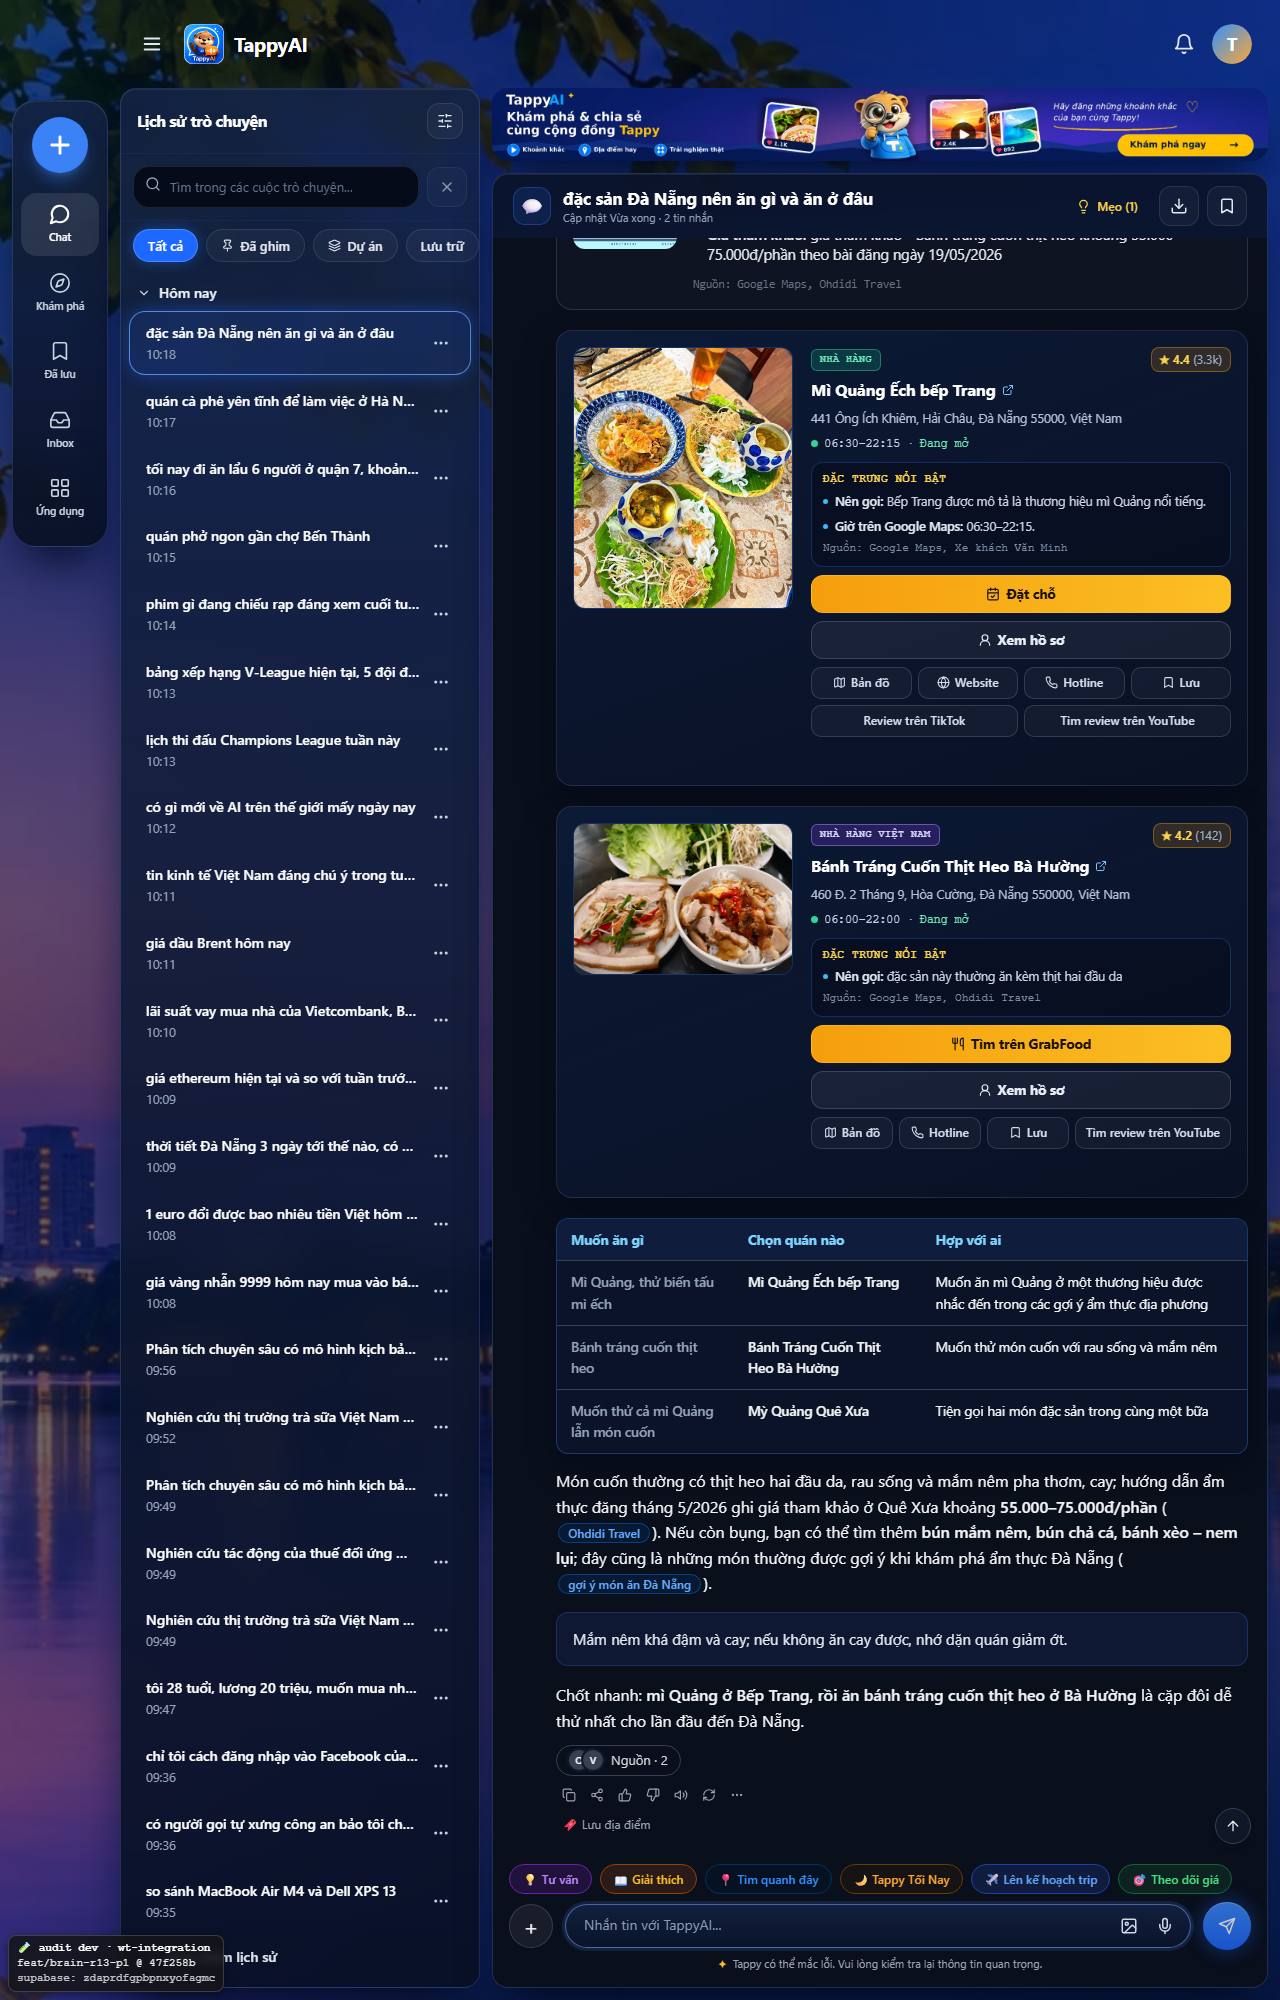 TappyAI
T
TappyAI
Khám phá & chia sẻ
cùng cộng đồng Tappy
Khoảnh khắc
Địa điểm hay
Trải nghiệm thật
2.4K
892
Hãy đăng những khoảnh khắc
của bạn cùng Tappy!
Khám phá ngay →
Chat
Khám phá
Đã lưu
Inbox
Ứng dụng
Lịch sử trò chuyện
Tìm trong các cuộc trò chuyện...
Tất cả
Đã ghim
Dự án
Lưu trữ
Hôm nay
đặc sản Đà Nẵng nên ăn gì và ăn ở đâu
10:18
quán cà phê yên tĩnh để làm việc ở Hà N...
10:17
tối nay đi ăn lẩu 6 người ở quận 7, khoản...
10:16
quán phở ngon gần chợ Bến Thành
10:15
phim gì đang chiếu rạp đáng xem cuối tu...
10:14
bảng xếp hạng V-League hiện tại, 5 đội đ...
10:13
lịch thi đấu Champions League tuần này
10:13
có gì mới về AI trên thế giới mấy ngày nay
10:12
tin kinh tế Việt Nam đáng chú ý trong tu...
10:11
giá dầu Brent hôm nay
10:11
lãi suất vay mua nhà của Vietcombank, B...
10:10
giá ethereum hiện tại và so với tuần trướ...
10:09
thời tiết Đà Nẵng 3 ngày tới thế nào, có ...
10:09
1 euro đổi được bao nhiêu tiền Việt hôm ...
10:08
giá vàng nhẫn 9999 hôm nay mua vào bá...
10:08
Phân tích chuyên sâu có mô hình kịch bả...
09:56
Nghiên cứu thị trường trà sữa Việt Nam ...
09:52
Phân tích chuyên sâu có mô hình kịch bả...
09:49
Nghiên cứu tác động của thuế đối ứng ...
09:49
Nghiên cứu thị trường trà sữa Việt Nam ...
09:49
tôi 28 tuổi, lương 20 triệu, muốn mua nh...
09:47
chỉ tôi cách đăng nhập vào Facebook của...
09:36
có người gọi tự xưng công an bảo tôi ch...
09:36
so sánh MacBook Air M4 và Dell XPS 13
09:35
m lịch sử
audit dev · wt-integration
feat/brain-r13-p1 @ 47f258b
supabase: zdaprdfgpbpnxyofagmc
đặc sản Đà Nẵng nên ăn gì và ăn ở đâu
Cập nhật Vừa xong · 2 tin nhắn
Mẹo (1)
75.000đ/phần theo bài đăng ngày 19/05/2026
Nguồn: Google Maps, Ohdidi Travel
NHÀ HÀNG
★ 4.4 (3.3k)
Mì Quảng Ếch bếp Trang
441 Ông Ích Khiêm, Hải Châu, Đà Nẵng 55000, Việt Nam
06:30–22:15 · Đang mở
ĐẶC TRƯNG NỔI BẬT
Nên gọi: Bếp Trang được mô tả là thương hiệu mì Quảng nổi tiếng.
Giờ trên Google Maps: 06:30–22:15.
Nguồn: Google Maps, Xe khách Văn Minh
Đặt chỗ
Xem hồ sơ
Bản đồ
Website
Hotline
Lưu
Review trên TikTok
Tìm review trên YouTube
NHÀ HÀNG VIỆT NAM
★ 4.2 (142)
Bánh Tráng Cuốn Thịt Heo Bà Hường
460 Đ. 2 Tháng 9, Hòa Cường, Đà Nẵng 550000, Việt Nam
06:00–22:00 · Đang mở
ĐẶC TRƯNG NỔI BẬT
Nên gọi: đặc sản này thường ăn kèm thịt hai đầu da
Nguồn: Google Maps, Ohdidi Travel
Tìm trên GrabFood
Xem hồ sơ
Bản đồ
Hotline
Lưu
Tìm review trên YouTube
Muốn ăn gì
Chọn quán nào
Hợp với ai
Mì Quảng, thử biến tấu
mì ếch
Mì Quảng Ếch bếp Trang
Muốn ăn mì Quảng ở một thương hiệu được
nhắc đến trong các gợi ý ẩm thực địa phương
Bánh tráng cuốn thịt
heo
Bánh Tráng Cuốn Thịt
Heo Bà Hường
Muốn thử món cuốn với rau sống và mắm nêm
Muốn thử cả mì Quảng
lẫn món cuốn
Mỳ Quảng Quê Xưa
Tiện gọi hai món đặc sản trong cùng một bữa
Món cuốn thường có thịt heo hai đầu da, rau sống và mắm nêm pha thơm, cay; hướng dẫn ẩm
thực đăng tháng 5/2026 ghi giá tham khảo ở Quê Xưa khoảng 55.000–75.000đ/phần (
Ohdidi Travel ). Nếu còn bụng, bạn có thể tìm thêm bún mắm nêm, bún chả cá, bánh xèo – nem
lụi; đây cũng là những món thường được gợi ý khi khám phá ẩm thực Đà Nẵng (
gợi ý món ăn Đà Nẵng ).
Mắm nêm khá đậm và cay; nếu không ăn cay được, nhớ dặn quán giảm ớt.
Chốt nhanh: mì Quảng ở Bếp Trang, rồi ăn bánh tráng cuốn thịt heo ở Bà Hường là cặp đôi dễ
thử nhất cho lần đầu đến Đà Nẵng.
C V Nguồn · 2
Lưu địa điểm
Tư vấn
Giải thích
Tìm quanh đây
Tappy Tối Nay
Lên kế hoạch trip
Theo dõi giá
Nhắn tin với TappyAI...
Tappy có thể mắc lỗi. Vui lòng kiểm tra lại thông tin quan trọng.